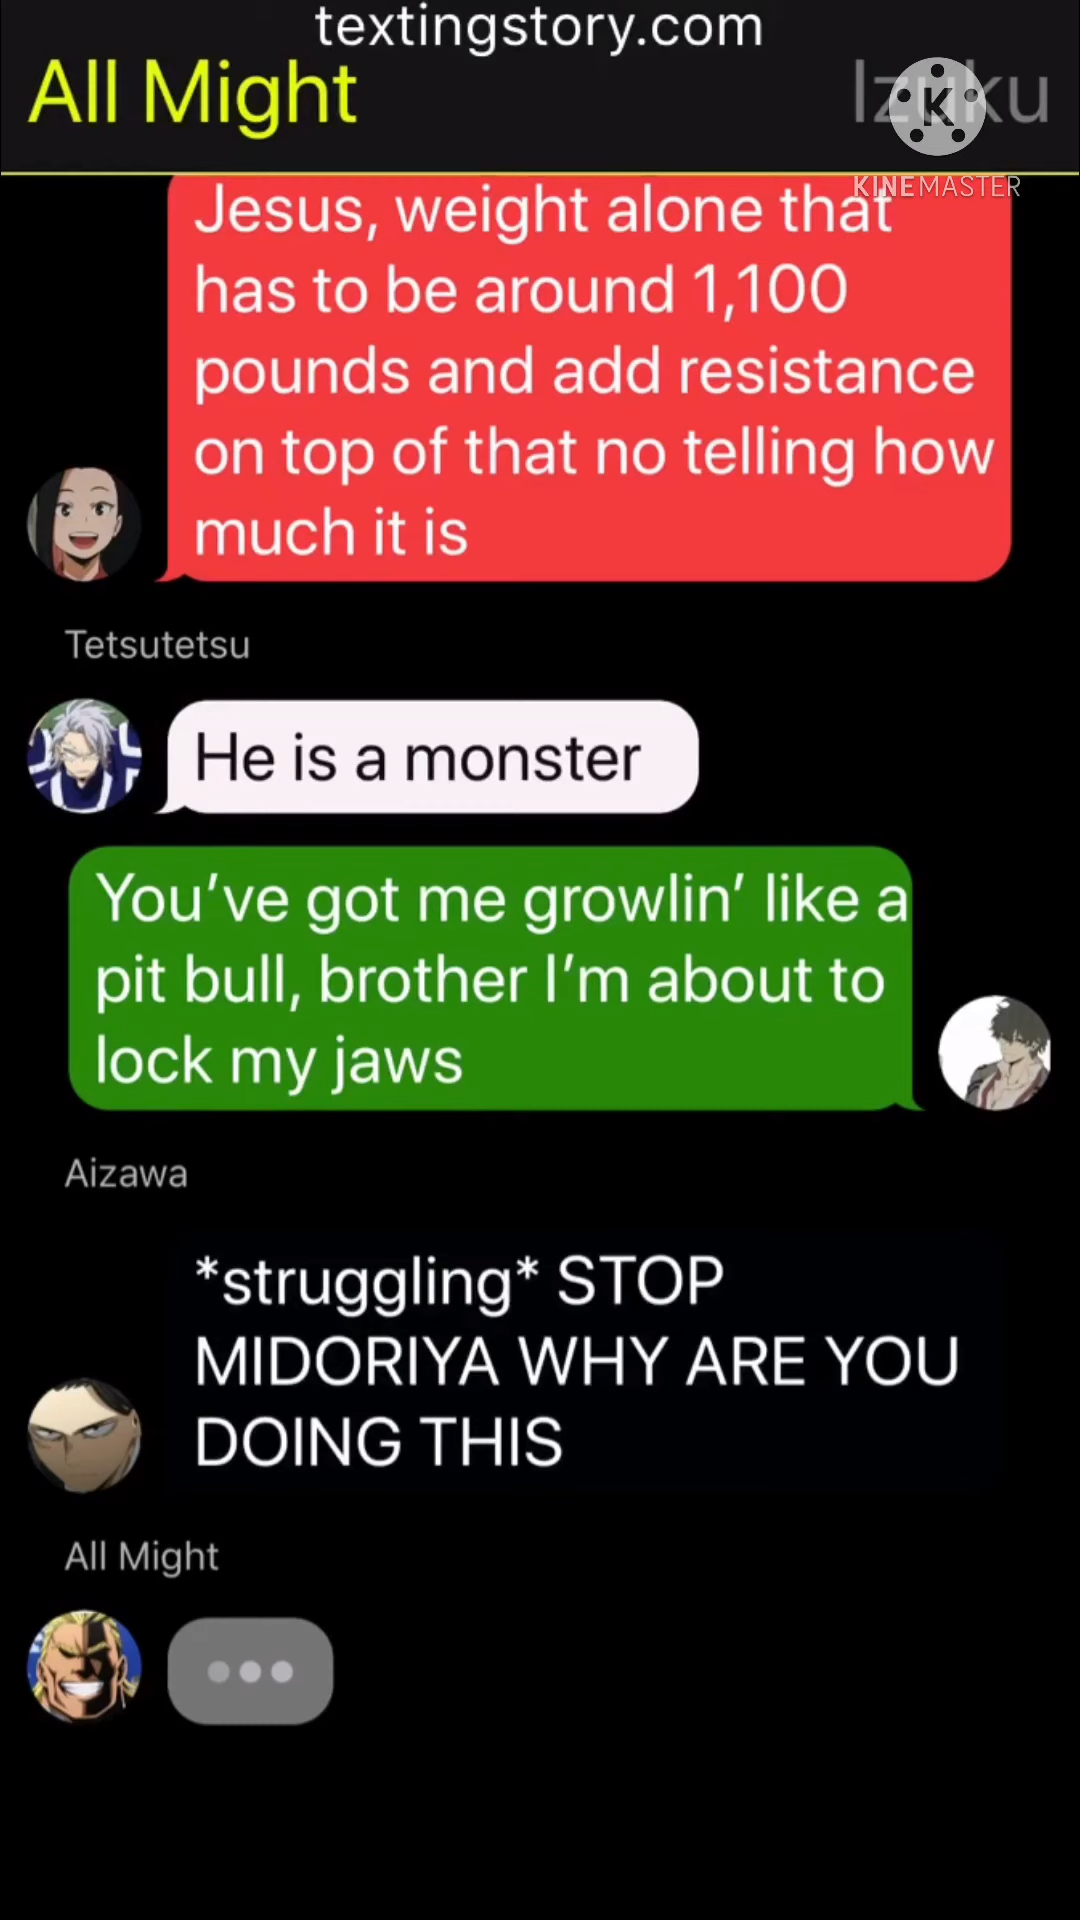 textingstory.com
All Might
Izuku
K
KINEMASTER
Jesus, weight alone that
has to be around 1,100
pounds and add resistance
on top of that no telling how
much it is
Tetsutetsu
He is a monster
You’ve got me growlin’ like a
pit bull, brother I’m about to
lock my jaws
Aizawa
*struggling* STOP
MIDORIYA WHY ARE YOU
DOING THIS
All Might